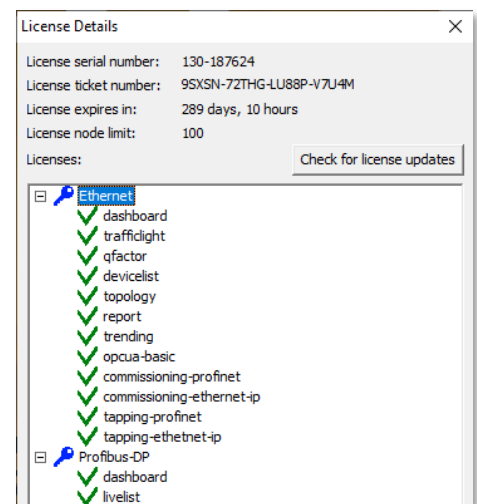 License Details
License serial number: 130-187624
License ticket number: 9SXSN-72THG-LU88P-V7U4M
License expires in: 289 days, 10 hours
License node limit: 100
Licenses: Check for license updates
Ethernet
dashboard
trafficlight
qfactor
devicelist
topology
report
trending
opcua-basic
commissioning-profinet
commissioning-ethernet-ip
tapping-profinet
tapping-ethetnet-ip
Profibus-DP
dashboard
livelist